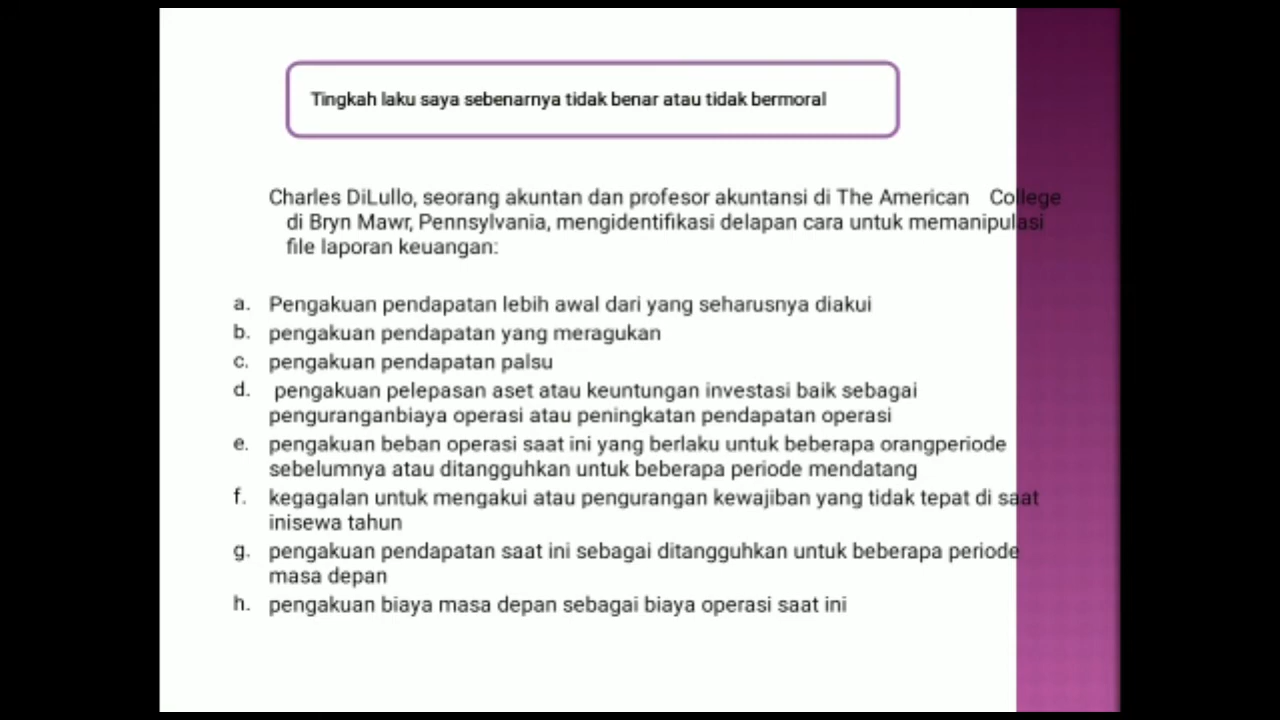 Tingkah laku saya sebenarnya tidak benar atau tidak bermoral
Charles DiLullo, seorang akuntan dan profesor akuntansi di The American College
di Bryn Mawr, Pennsylvania, mengidentifikasi delapan cara untuk memanipulasi
file laporan keuangan:
a. Pengakuan pendapatan lebih awal dari yang seharusnya diakui
b. pengakuan pendapatan yang meragukan
c. pengakuan pendapatan palsu
d. pengakuan pelepasan aset atau keuntungan investasi baik sebagai
penguranganbiaya operasi atau peningkatan pendapatan operasi
e. pengakuan beban operasi saat ini yang berlaku untuk beberapa orangperiode
sebelumnya atau ditangguhkan untuk beberapa periode mendatang
f. kegagalan untuk mengakui atau pengurangan kewajiban yang tidak tepat di saat
inisewa tahun
g. pengakuan pendapatan saat ini sebagai ditangguhkan untuk beberapa periode
masa depan
h. pengakuan biaya masa depan sebagai biaya operasi saat ini